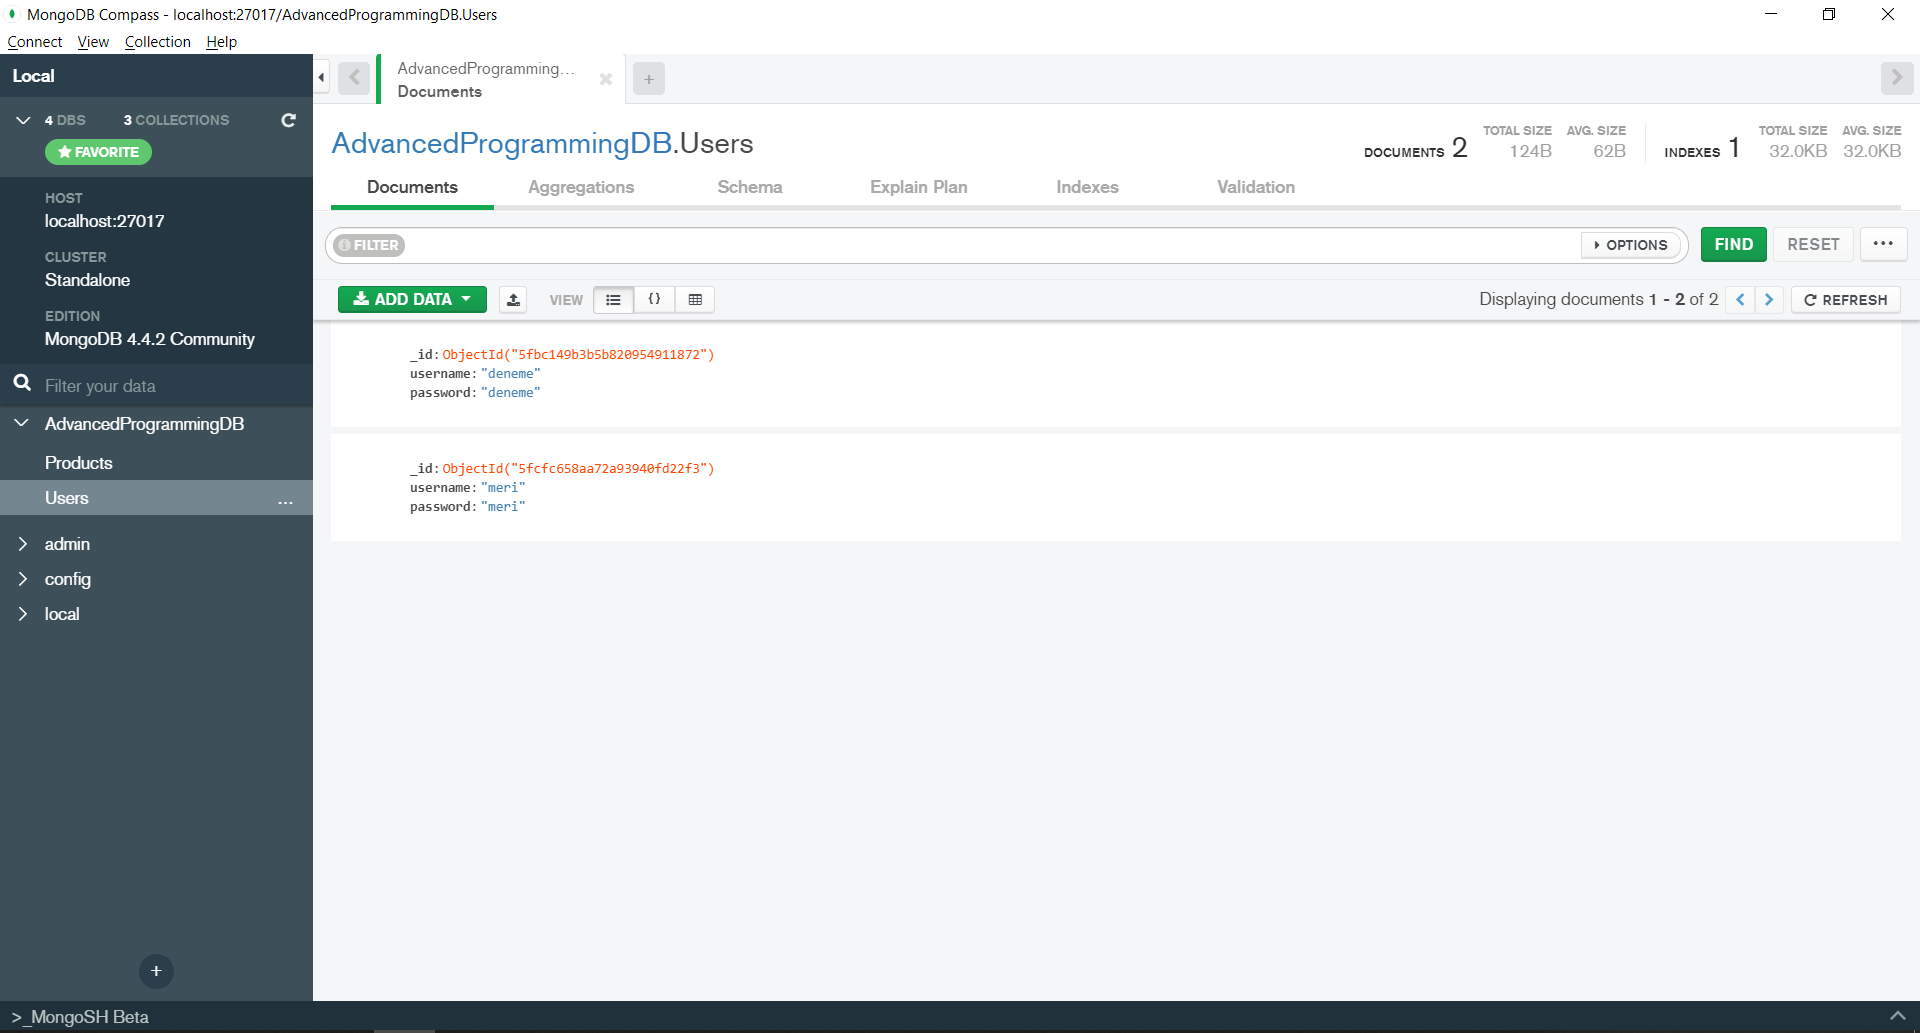 MongoDB Compass - localhost:27017/AdvancedProgrammingDB.Users
Connect View Collection Help
Local
4 DBS 3 COLLECTIONS
FAVORITE
HOST
localhost:27017
CLUSTER
Standalone
EDITION
MongoDB 4.4.2 Community
Filter your data
AdvancedProgrammingDB
Products
Users ...
admin
config
local
+
AdvancedProgramming...
Documents
+
AdvancedProgrammingDB.Users
DOCUMENTS 2 TOTAL SIZE 124B AVG. SIZE 62B
INDEXES 1 TOTAL SIZE 32.0KB AVG. SIZE 32.0KB
Documents Aggregations Schema Explain Plan Indexes Validation
FILTER OPTIONS FIND RESET ...
ADD DATA VIEW {} Displaying documents 1 - 2 of 2 < > REFRESH
_id: ObjectId("5fbc149b3b5b820954911872")
username: "deneme"
password: "deneme"
_id: ObjectId("5fcfc658aa72a93940fd22f3")
username: "meri"
password: "meri"
>_MongoSH Beta